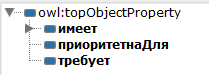 owl:topObjectProperty
имеет
приоритетнаДля
требует